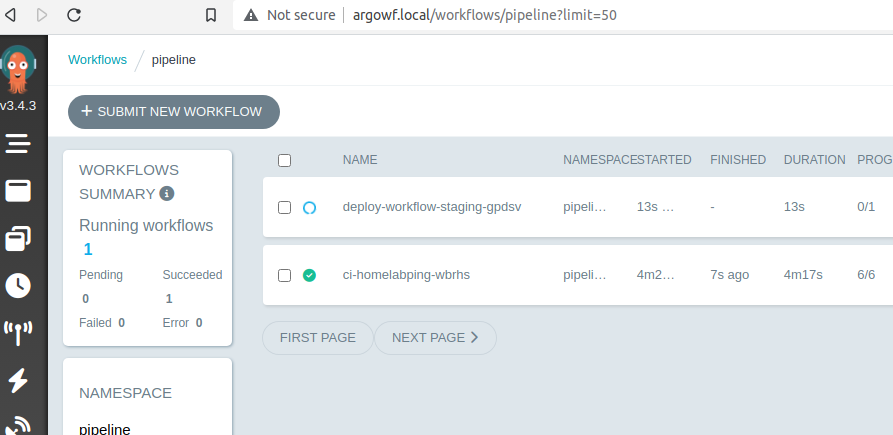 Not secure argowf.local/workflows/pipeline?limit=50
Workflows / pipeline
v3.4.3
+ SUBMIT NEW WORKFLOW
WORKFLOWS
SUMMARY
Running workflows
1
Pending Succeeded
0 1
Failed 0 Error 0
NAMESPACE
pipeline
NAME NAMESPACE STARTED FINISHED DURATION PROG
deploy-workflow-staging-gpdsv pipeli… 13s … - 13s 0/1
ci-homelabping-wbrhs pipeli… 4m2… 7s ago 4m17s 6/6
FIRST PAGE NEXT PAGE